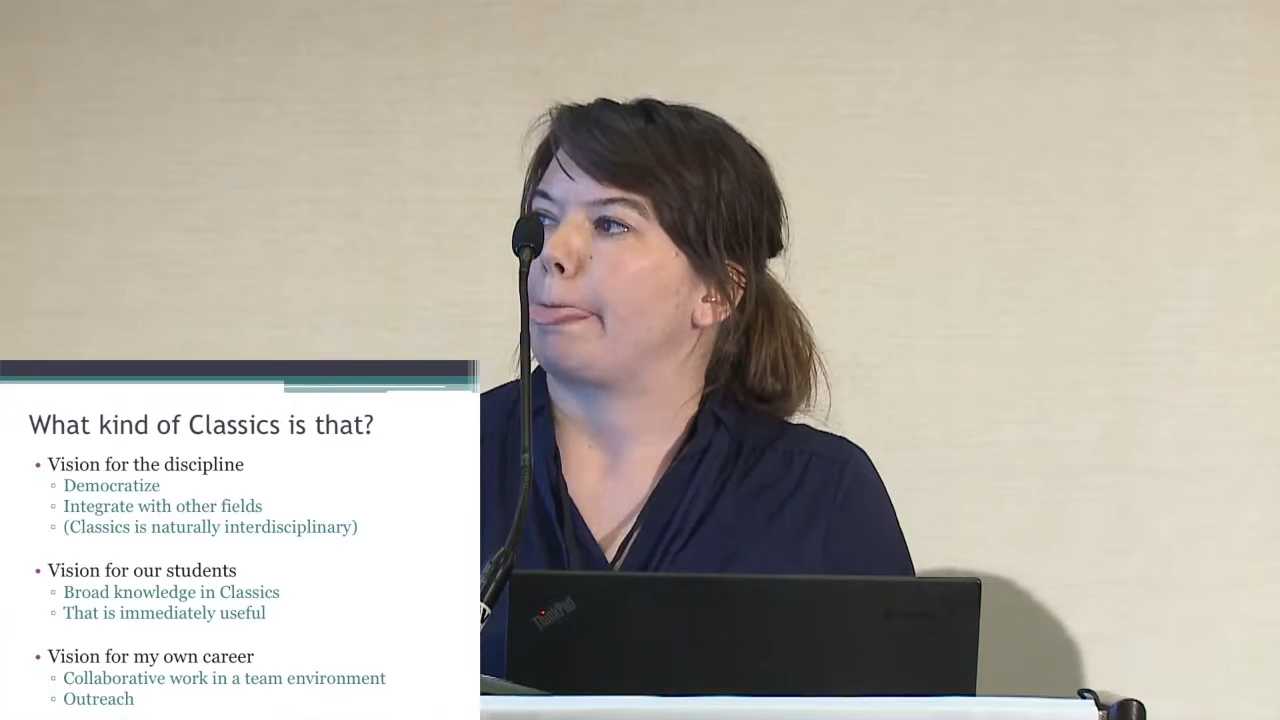 What kind of Classics is that?
• Vision for the discipline
▫ Democratize
▫ Integrate with other fields
▫ (Classics is naturally interdisciplinary)
• Vision for our students
▫ Broad knowledge in Classics
▫ That is immediately useful
• Vision for my own career
▫ Collaborative work in a team environment
▫ Outreach
ThinkPad